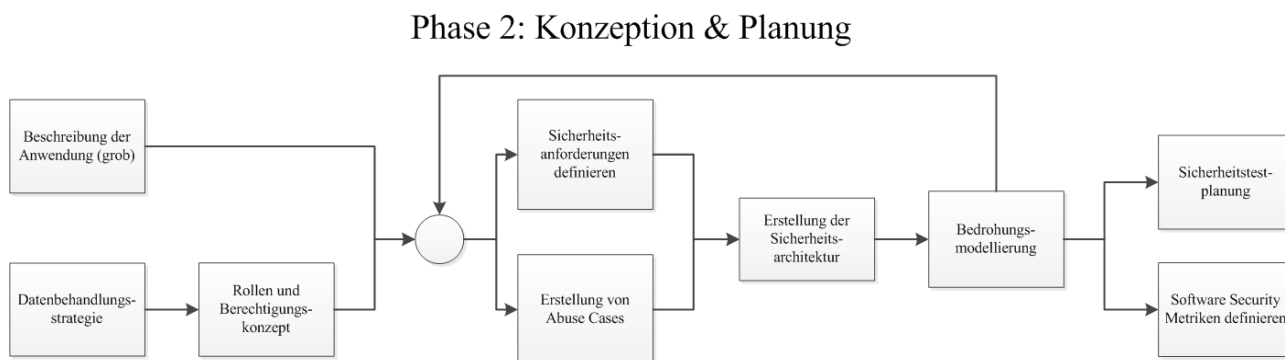 Phase 2: Konzeption & Planung
Beschreibung der
Anwendung (grob)
Datenbehandlungs-
strategie
Rollen und
Berechtigungs-
konzept
Sicherheits-
anforderungen
definieren
Erstellung von
Abuse Cases
Erstellung der
Sicherheits-
architektur
Bedrohungs-
modellierung
Sicherheitstest-
planung
Software Security
Metriken definieren